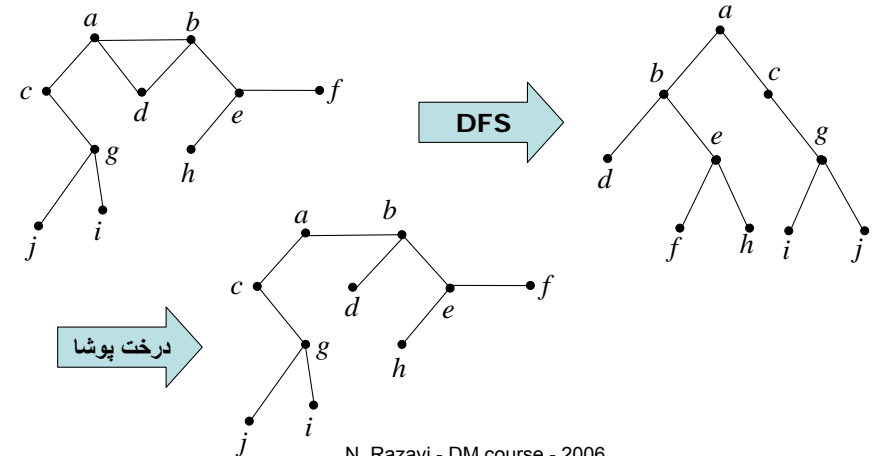 a b
c d e f
g h
j i
DFS
a
b c
d e g
f h i j
درخت پوشا
a b
c d e f
g h
j i
N. Razavi - DM course - 2006